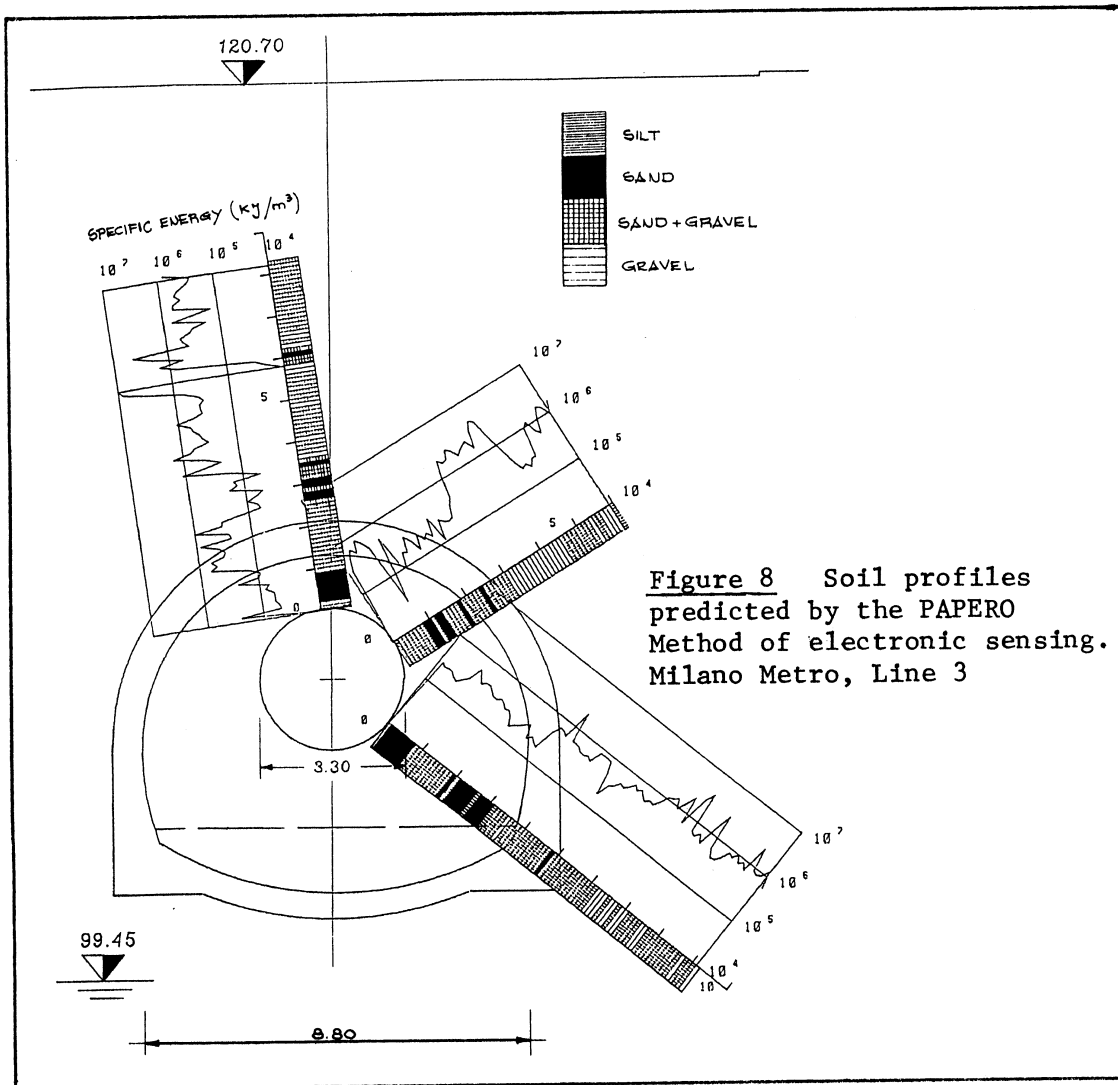 120.70
SILT
SAND
SAND + GRAVEL
GRAVEL
SPECIFIC ENERGY (KJ/m³)
10⁷ 10⁶ 10⁵ 10⁴
5
0
10⁷
10⁶
10⁵
10⁴
5
0
Figure 8 Soil profiles
predicted by the PAPERO
Method of electronic sensing.
Milano Metro, Line 3
0
3.30
10⁷
10⁶
10⁵
10⁴
10
99.45
8.80